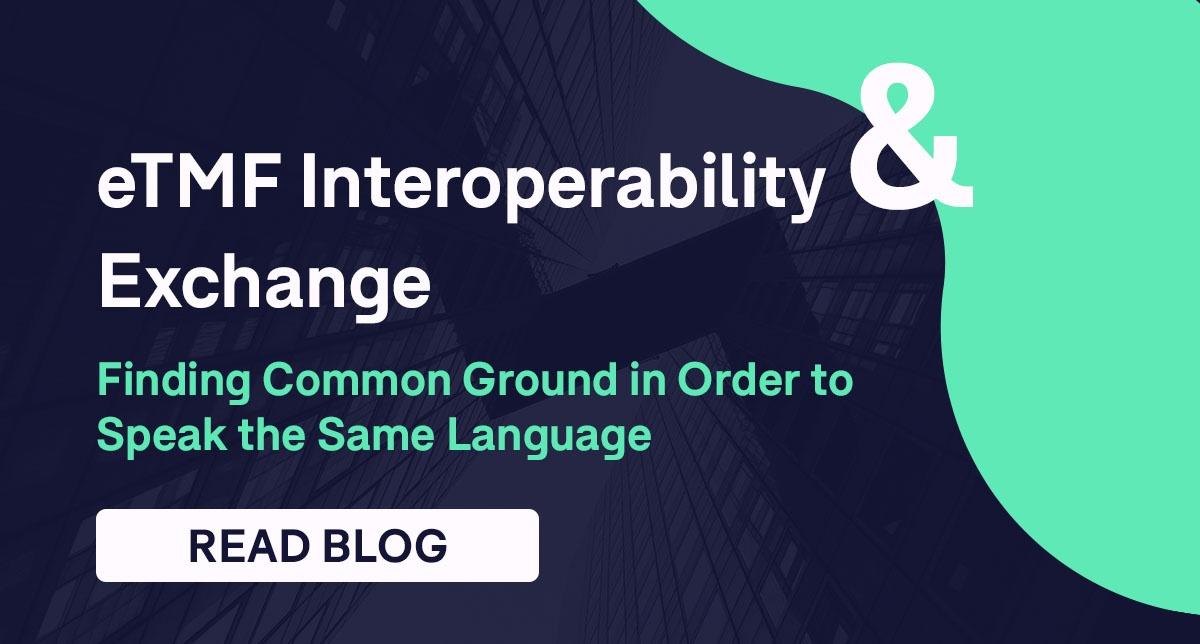 eTMF Interoperability &
Exchange
Finding Common Ground in Order to
Speak the Same Language
READ BLOG